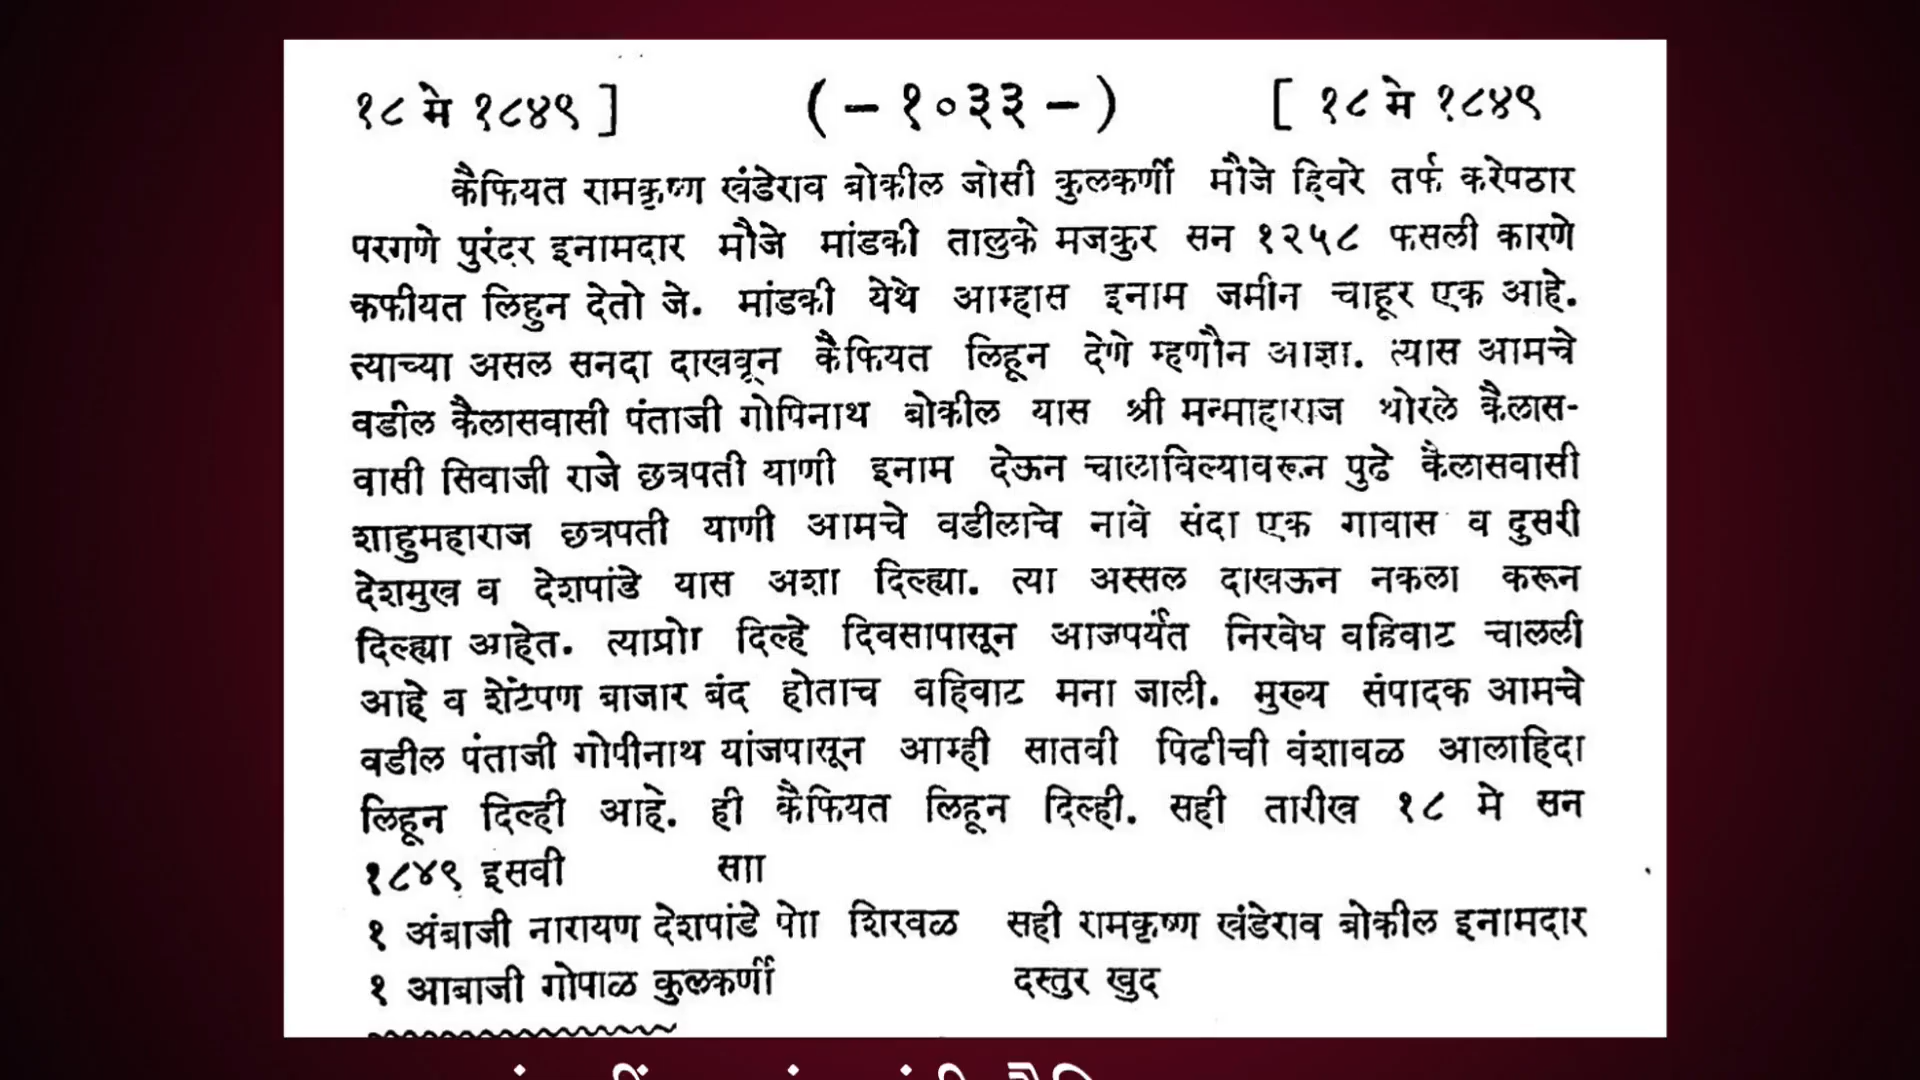 १८ मे १८४९ ] ( - १०३३ - ) [ १८ मे १८४९
कैफियत रामकृष्ण खंडेराव बोकील जोसी कुलकर्णी मौजे हि्वरे तर्फ करेपठार
परगणे पुरंदर इनामदार मौजे मांडकी तालुके मजकुर सन १२५८ फसली कारणे
कफीयत लिहुन देतो जे. मांडकी येथे आम्हास इनाम जमीन चाहूर एक आहे.
त्याच्या असल सनदा दाखवून कैफियत लिहून देणे म्हणौन आज्ञा. त्यास आमचे
वडील कैलासवासी पंताजी गोपिनाथ बोकील यास श्री मन्माहाराज थोरले कैलास-
वासी सिवाजी राजे छत्रपती याणी इनाम देऊन चालाविल्यावरून पुढे कैलासवासी
शाहुमहाराज छत्रपती याणी आमचे वडीलाचे नांवे संदा एक गावास व दुसरी
देशमुख व देशपांडे यास अशा दिल्ह्या. त्या अस्सल दाखऊन नकला करून
दिल्ह्या आहेत. त्याप्रो। दिल्हे दिवसापासून आजपर्यंत निरवेध वहिवाट चालली
आहे व शेटेंपण बाजार बंद होताच वहिवाट मना जाली. मुख्य संपादक आमचे
वडील पंताजी गोपीनाथ यांजपासून आम्ही सातवी पिढीची वंशावळ आलाहिदा
लिहून दिल्ही आहे. ही कैफियत लिहून दिल्ही. सही तारीख १८ मे सन
१८४९ इसवी सा।
१ अंबाजी नारायण देशपांडे पो। शिरवळ सही रामकृष्ण खंडेराव बोकील इनामदार
१ आबाजी गोपाळ कुलकर्णी दस्तुर खुद